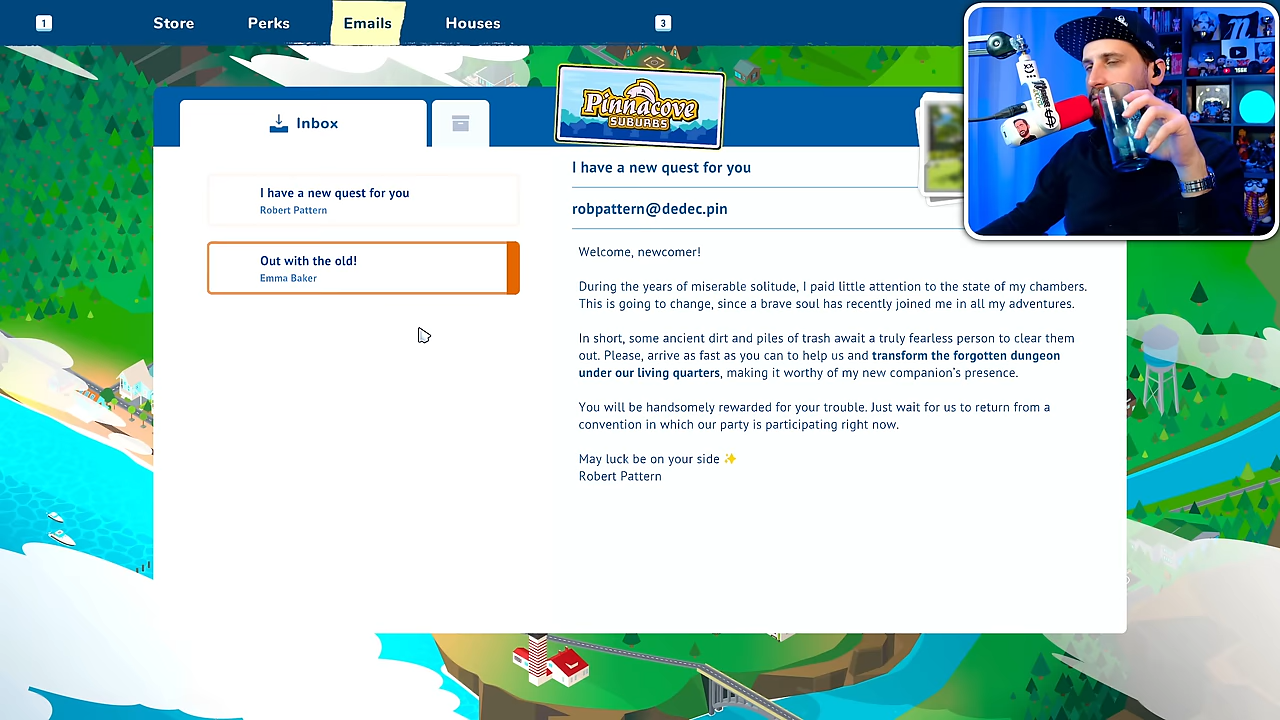 1
Store
Perks
Emails
Houses
3
Inbox
Pinnacove
SUBURBS
I have a new quest for you
Robert Pattern
Out with the old!
Emma Baker
I have a new quest for you
robpattern@dedec.pin
Welcome, newcomer!
During the years of miserable solitude, I paid little attention to the state of my chambers.
This is going to change, since a brave soul has recently joined me in all my adventures.
In short, some ancient dirt and piles of trash await a truly fearless person to clear them
out. Please, arrive as fast as you can to help us and transform the forgotten dungeon
under our living quarters, making it worthy of my new companion's presence.
You will be handsomely rewarded for your trouble. Just wait for us to return from a
convention in which our party is participating right now.
May luck be on your side ✨
Robert Pattern